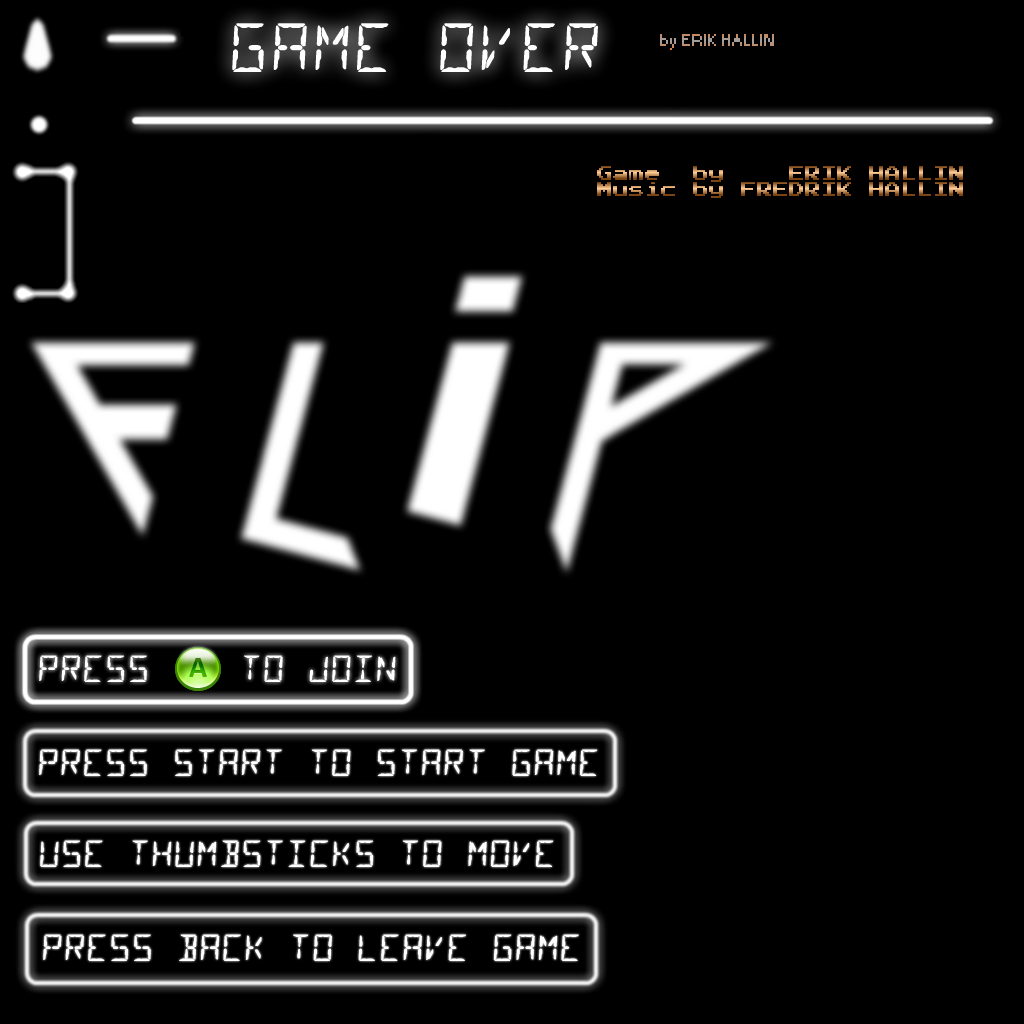 GAME OVER
by ERIK HALLIN
Game by ERIK HALLIN
Music by FREDRIK HALLIN
FLiP
PRESS A TO JOIN
PRESS START TO START GAME
USE THUMBSTICKS TO MOVE
PRESS BACK TO LEAVE GAME